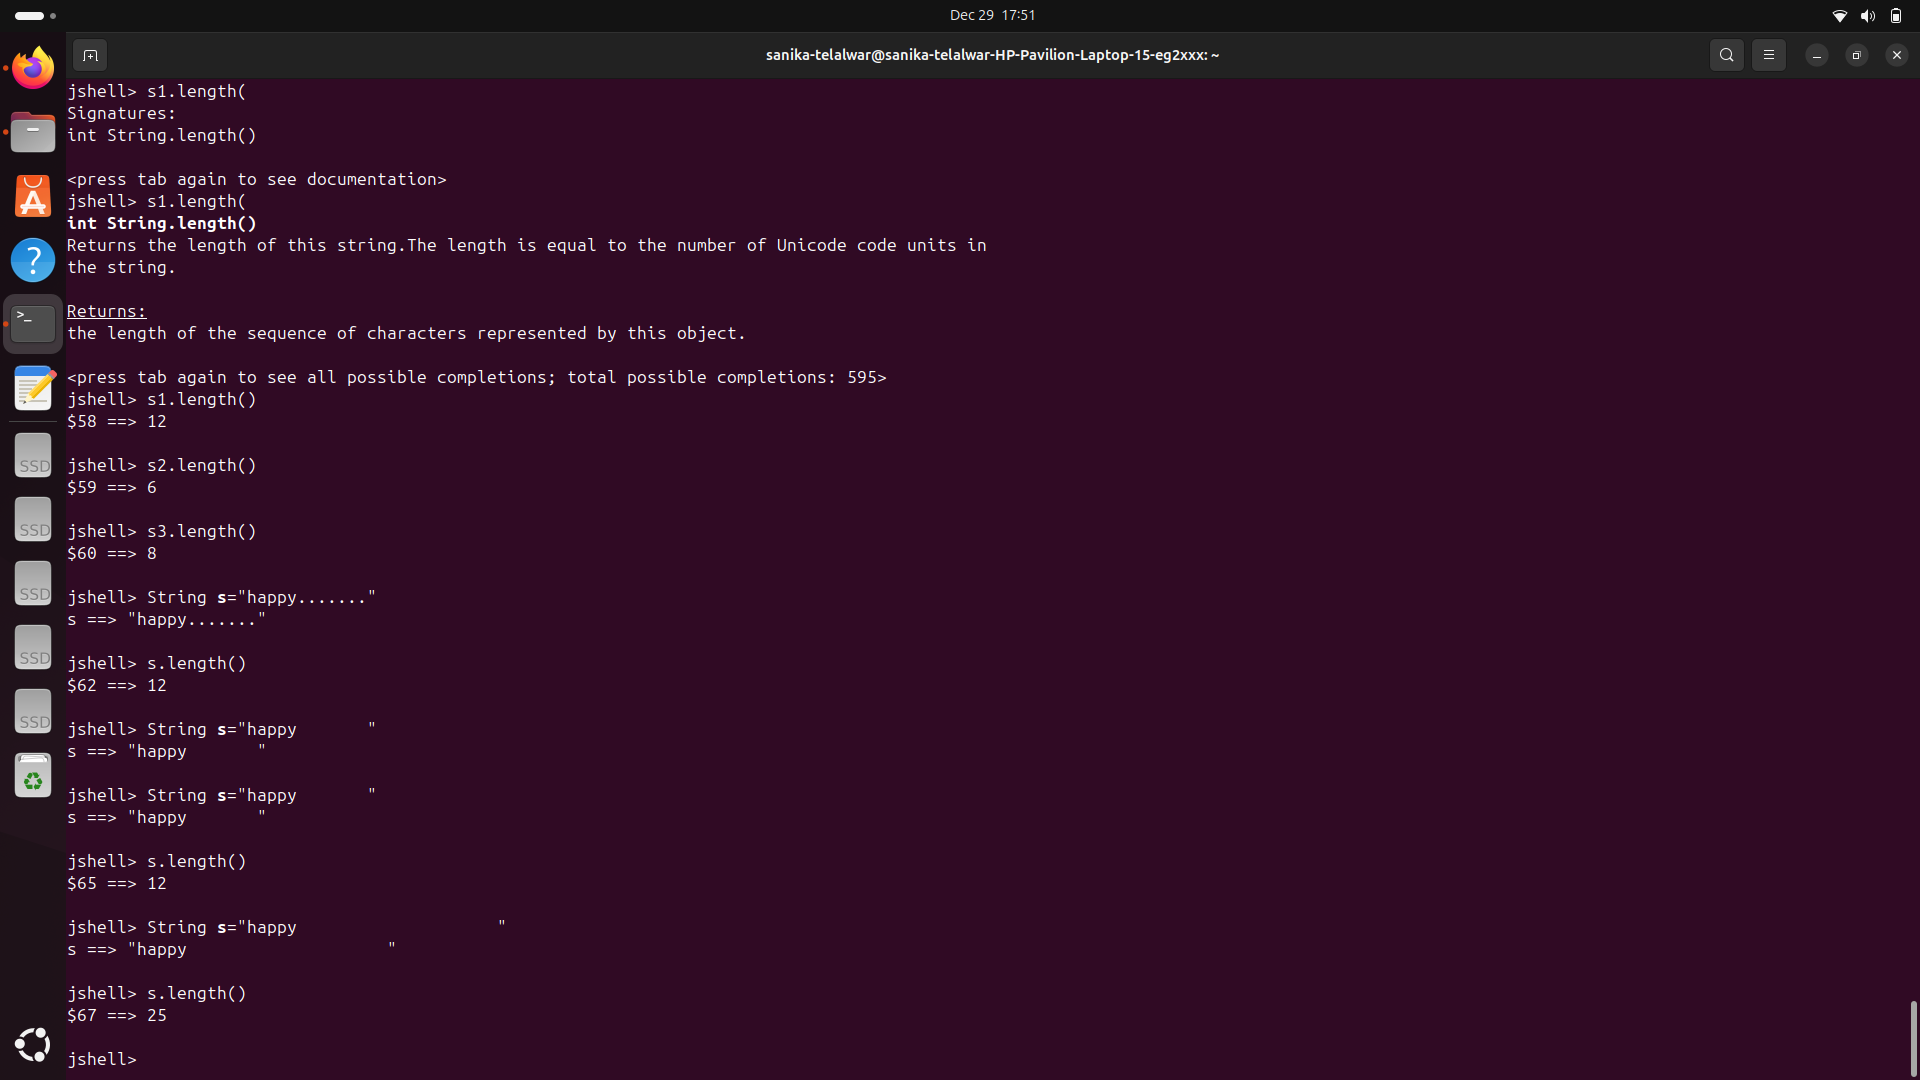 Dec 29 17:51
sanika-telalwar@sanika-telalwar-HP-Pavilion-Laptop-15-eg2xxx: ~
jshell> s1.length(
Signatures:
int String.length()
<press tab again to see documentation>
jshell> s1.length(
int String.length()
Returns the length of this string.The length is equal to the number of Unicode code units in
the string.
Returns:
the length of the sequence of characters represented by this object.
<press tab again to see all possible completions; total possible completions: 595>
jshell> s1.length()
$58 ==> 12
jshell> s2.length()
$59 ==> 6
jshell> s3.length()
$60 ==> 8
jshell> String s="happy......."
s ==> "happy......."
jshell> s.length()
$62 ==> 12
jshell> String s="happy       "
s ==> "happy       "
jshell> String s="happy       "
s ==> "happy       "
jshell> s.length()
$65 ==> 12
jshell> String s="happy                    "
s ==> "happy                    "
jshell> s.length()
$67 ==> 25
jshell>
SSD
SSD
SSD
SSD
SSD